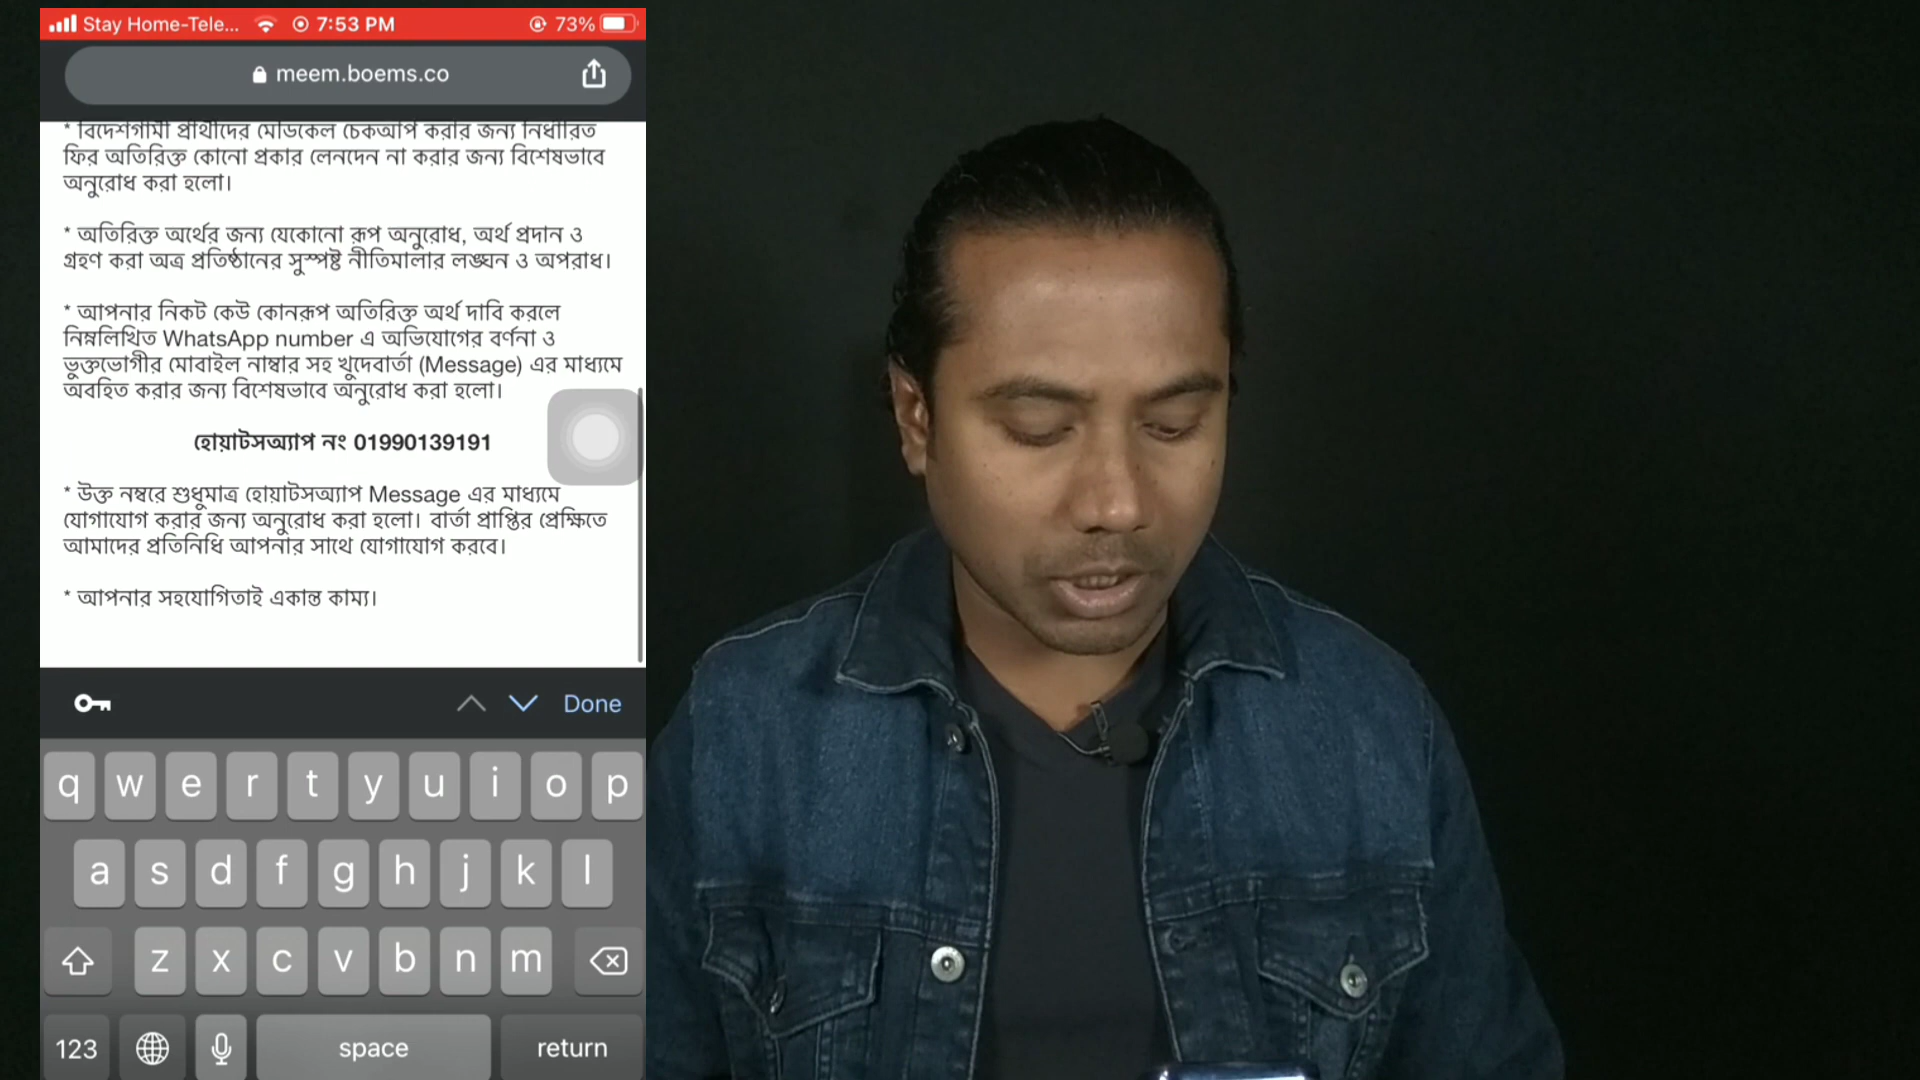 Stay Home-Tele... 7:53 PM 73%
meem.boems.co
* বিদেশগামী প্রার্থীদের মেডিকেল চেকআপ করার জন্য নির্ধারিত
ফির অতিরিক্ত কোনো প্রকার লেনদেন না করার জন্য বিশেষভাবে
অনুরোধ করা হলো।
* অতিরিক্ত অর্থের জন্য যেকোনো রূপ অনুরোধ, অর্থ প্রদান ও
গ্রহণ করা অত্র প্রতিষ্ঠানের সুস্পষ্ট নীতিমালার লঙ্ঘন ও অপরাধ।
* আপনার নিকট কেউ কোনরূপ অতিরিক্ত অর্থ দাবি করলে
নিম্নলিখিত WhatsApp number এ অভিযোগের বর্ণনা ও
ভুক্তভোগীর মোবাইল নাম্বার সহ খুদেবার্তা (Message) এর মাধ্যমে
অবহিত করার জন্য বিশেষভাবে অনুরোধ করা হলো।
হোয়াটসঅ্যাপ নং 01990139191
* উক্ত নম্বরে শুধুমাত্র হোয়াটসঅ্যাপ Message এর মাধ্যমে
যোগাযোগ করার জন্য অনুরোধ করা হলো। বার্তা প্রাপ্তির প্রেক্ষিতে
আমাদের প্রতিনিধি আপনার সাথে যোগাযোগ করবে।
* আপনার সহযোগিতাই একান্ত কাম্য।
Done
q w e r t y u i o p
a s d f g h j k l
z x c v b n m
123 space return